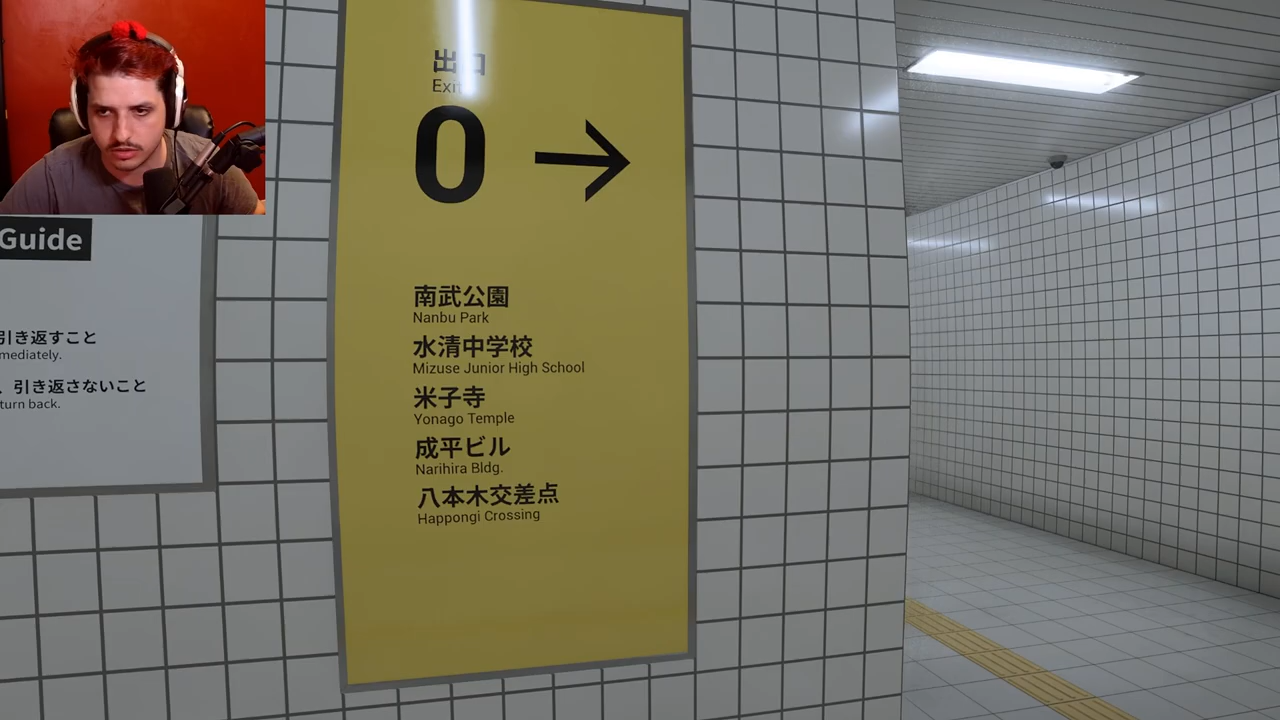 出口
Exit
0
南武公園
Nanbu Park
水清中学校
Mizuse Junior High School
米子寺
Yonago Temple
成平ビル
Narihira Bldg.
八本木交差点
Happongi Crossing
Guide
引き返すこと
mediately.
、引き返さないこと
turn back.